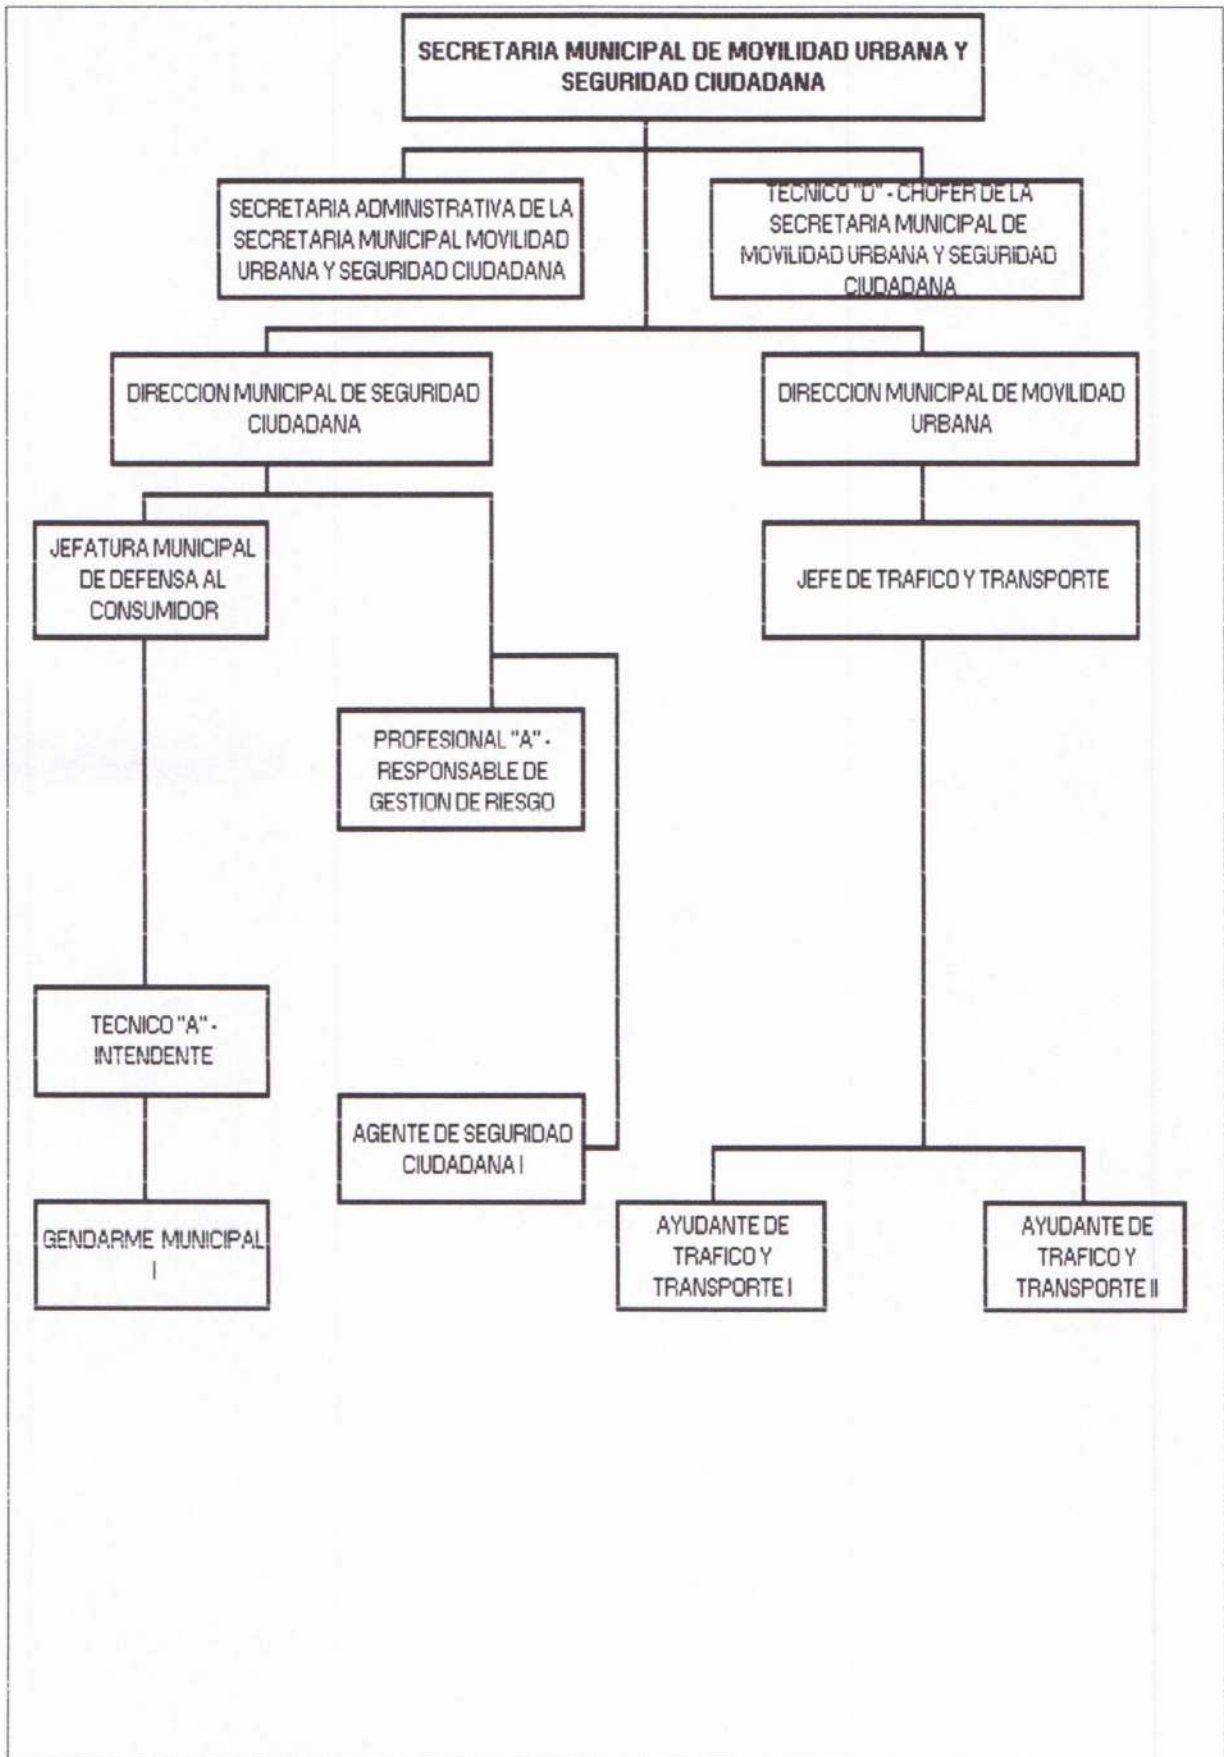 SECRETARIA MUNICIPAL DE MOVILIDAD URBANA Y
SEGURIDAD CIUDADANA
SECRETARIA ADMINISTRATIVA DE LA
SECRETARIA MUNICIPAL MOVILIDAD
URBANA Y SEGURIDAD CIUDADANA
TECNICO "D" - CHOFER DE LA
SECRETARIA MUNICIPAL DE
MOVILIDAD URBANA Y SEGURIDAD
CIUDADANA
DIRECCION MUNICIPAL DE SEGURIDAD
CIUDADANA
DIRECCION MUNICIPAL DE MOVILIDAD
URBANA
JEFATURA MUNICIPAL
DE DEFENSA AL
CONSUMIDOR
JEFE DE TRAFICO Y TRANSPORTE
PROFESIONAL "A" -
RESPONSABLE DE
GESTION DE RIESGO
TECNICO "A" -
INTENDENTE
AGENTE DE SEGURIDAD
CIUDADANA I
GENDARME MUNICIPAL
I
AYUDANTE DE
TRAFICO Y
TRANSPORTE I
AYUDANTE DE
TRAFICO Y
TRANSPORTE II